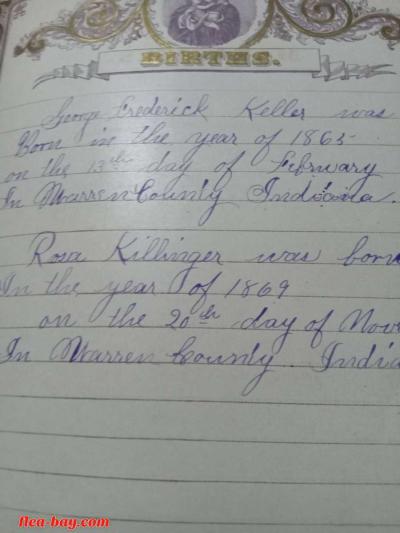 BIRTHS.
George Frederick Keller was
Born in the year of 1865
on the 13th day of February
In Warren County Indiana.
Rosa Killinger was born
In the year of 1869
on the 20th day of Nov
In Warren County India
flea-bay.com